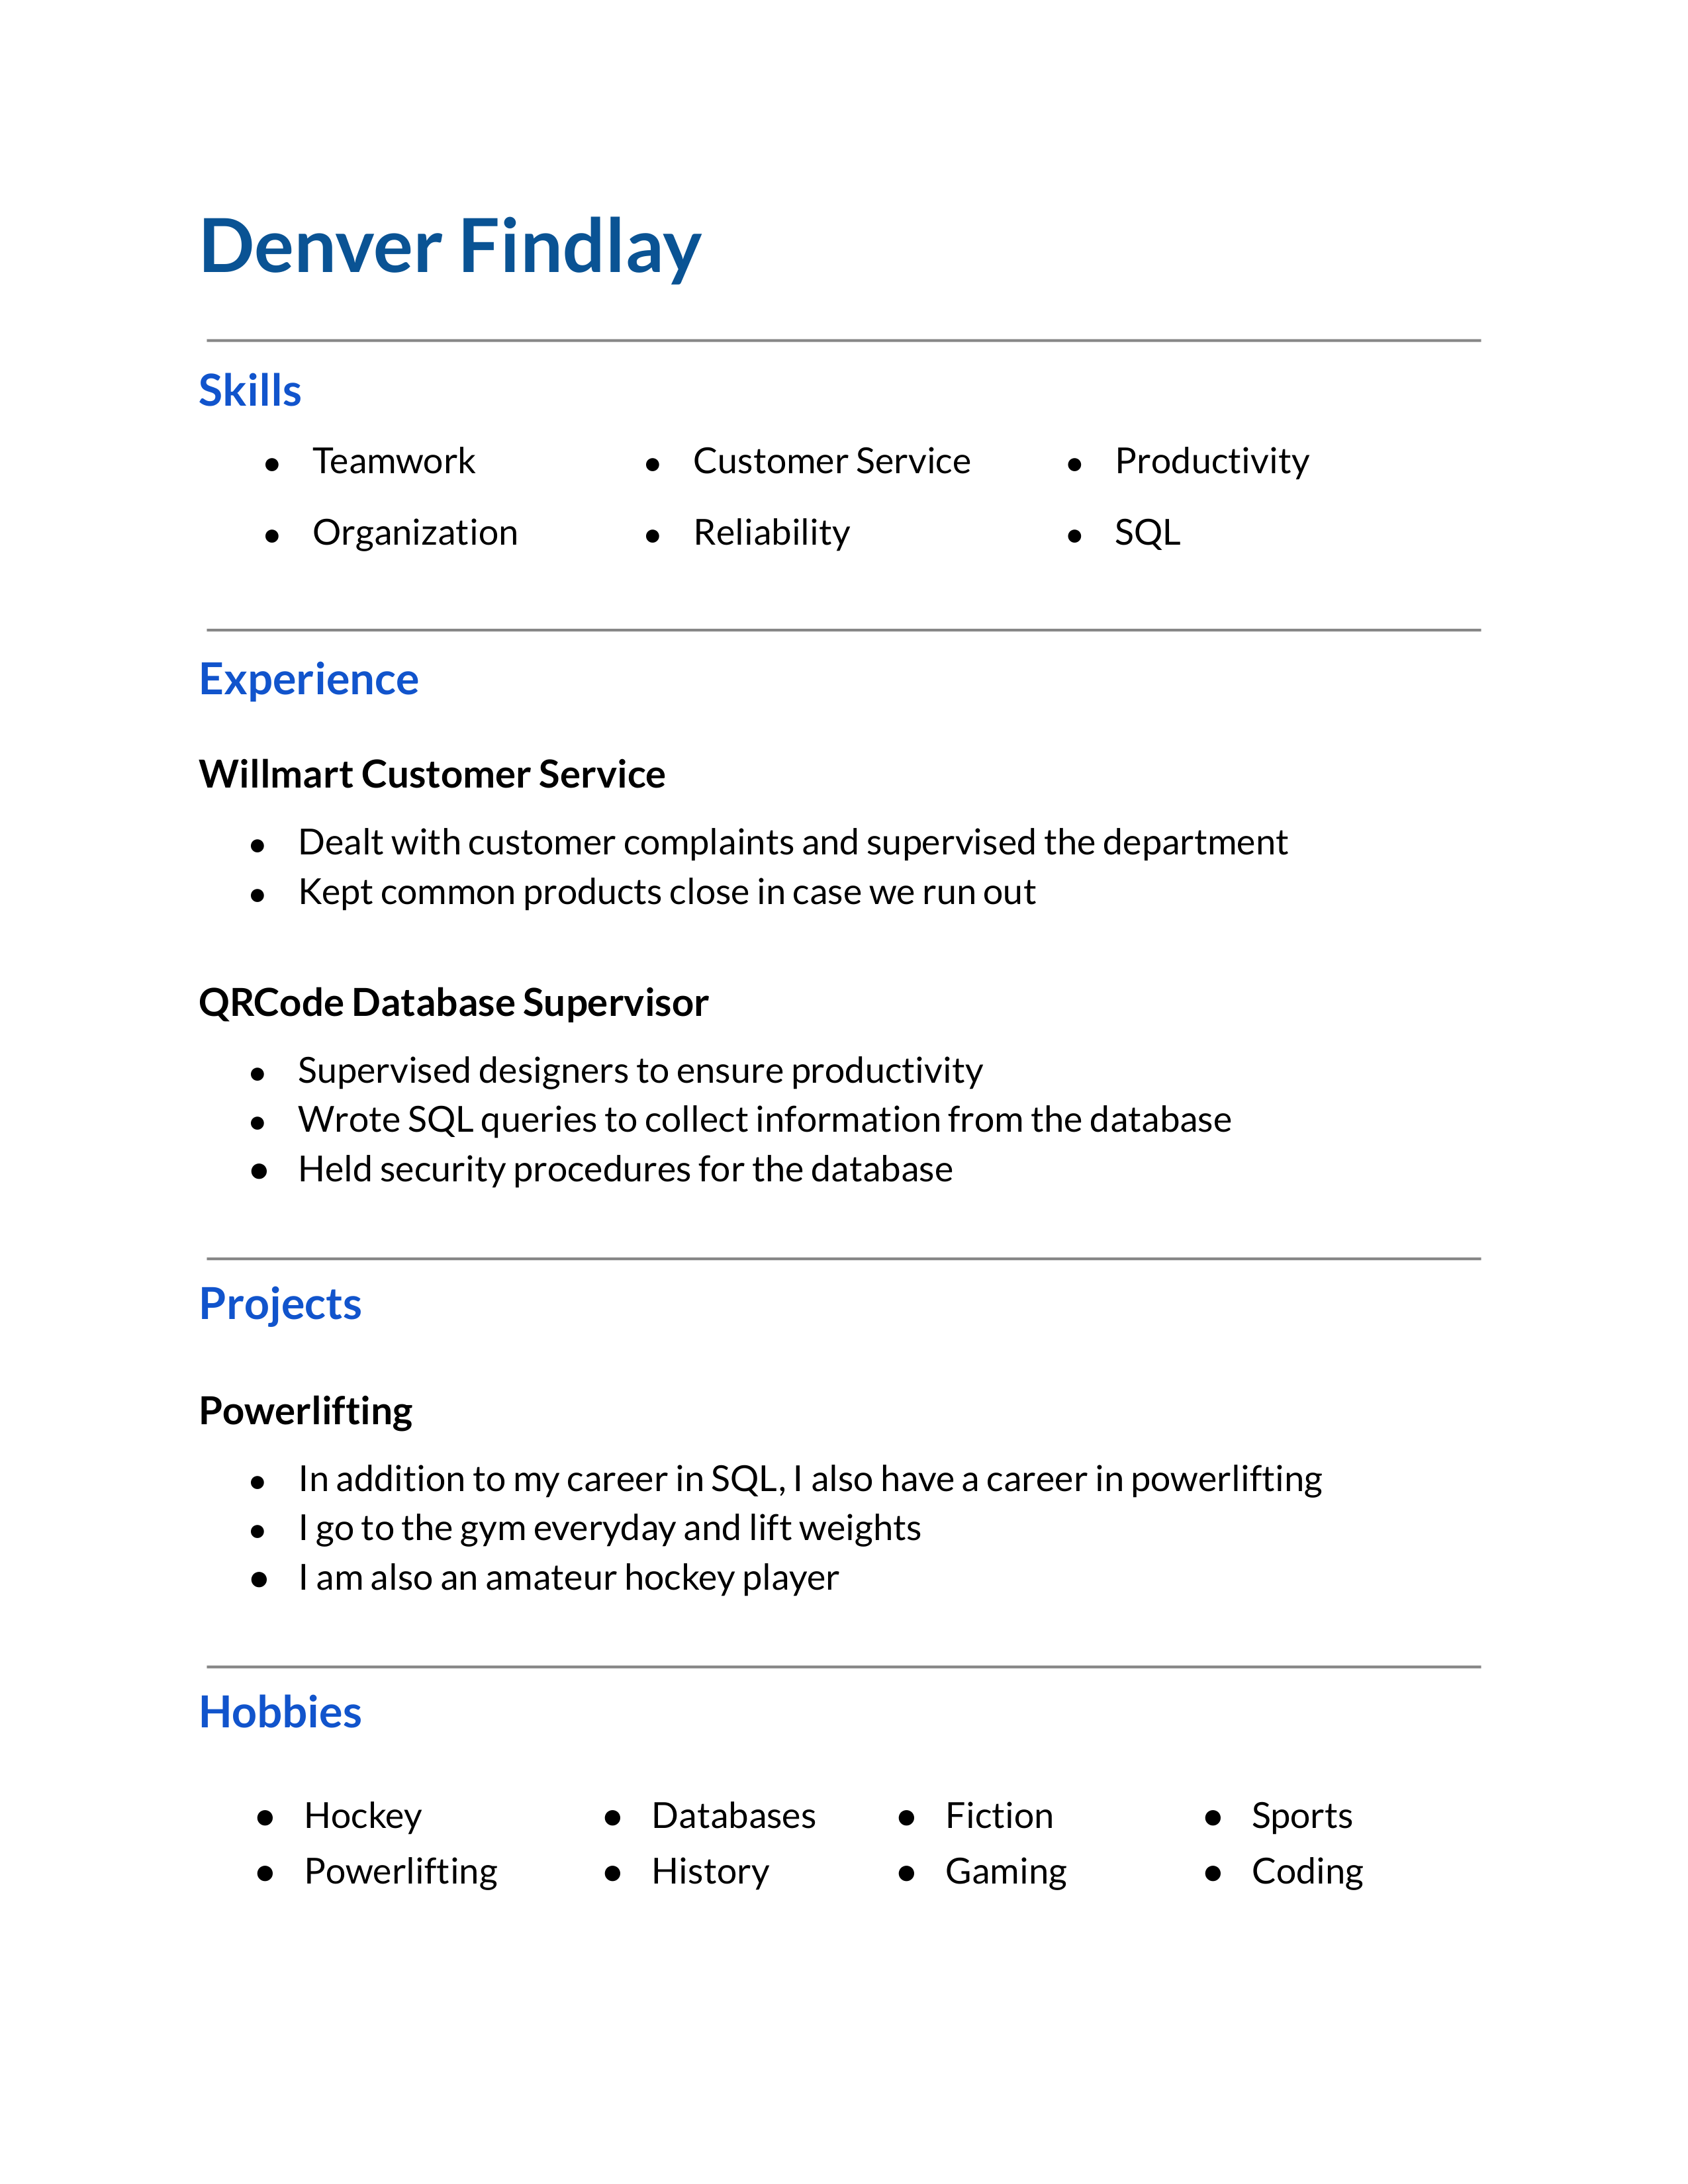 Denver Findlay
Skills
● Teamwork ● Customer Service ● Productivity
● Organization ● Reliability ● SQL
Experience
Willmart Customer Service
● Dealt with customer complaints and supervised the department
● Kept common products close in case we run out
QRCode Database Supervisor
● Supervised designers to ensure productivity
● Wrote SQL queries to collect information from the database
● Held security procedures for the database
Projects
Powerlifting
● In addition to my career in SQL, I also have a career in powerlifting
● I go to the gym everyday and lift weights
● I am also an amateur hockey player
Hobbies
● Hockey ● Databases ● Fiction ● Sports
● Powerlifting ● History ● Gaming ● Coding